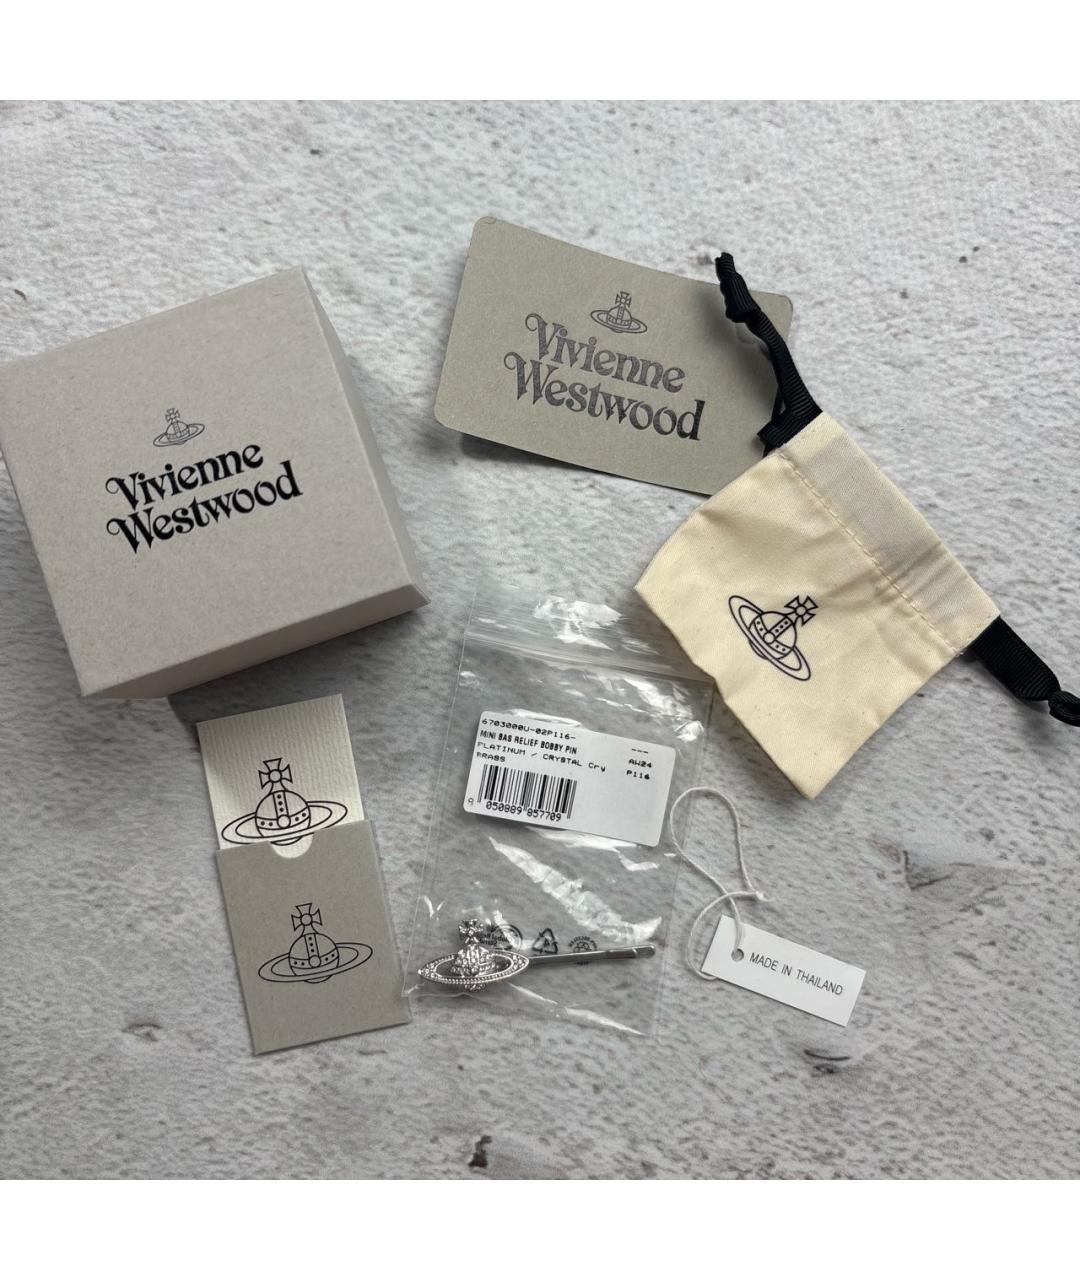 Vivienne
Westwood
Vivienne
Westwood
6703000U-02P116-
MINI BAS RELIEF BOBBY PIN
PLATINUM / CRYSTAL Cry
BRASS
---
AW24
P116
9 050889 857709
MADE IN THAILAND